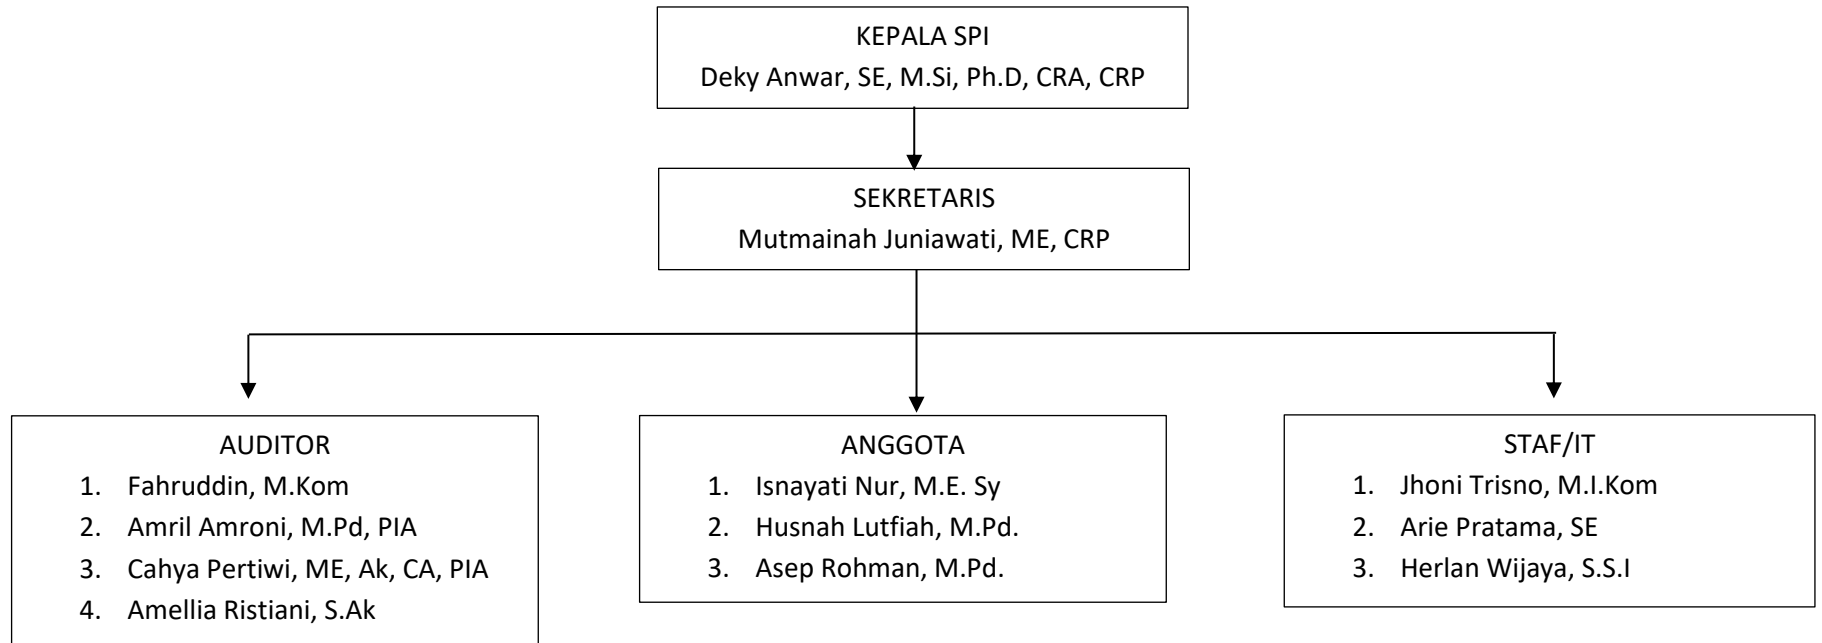 KEPALA SPI
Deky Anwar, SE, M.Si, Ph.D, CRA, CRP
SEKRETARIS
Mutmainah Juniawati, ME, CRP
AUDITOR
1. Fahruddin, M.Kom
2. Amril Amroni, M.Pd, PIA
3. Cahya Pertiwi, ME, Ak, CA, PIA
4. Amellia Ristiani, S.Ak
ANGGOTA
1. Isnayati Nur, M.E. Sy
2. Husnah Lutfiah, M.Pd.
3. Asep Rohman, M.Pd.
STAF/IT
1. Jhoni Trisno, M.I.Kom
2. Arie Pratama, SE
3. Herlan Wijaya, S.S.I